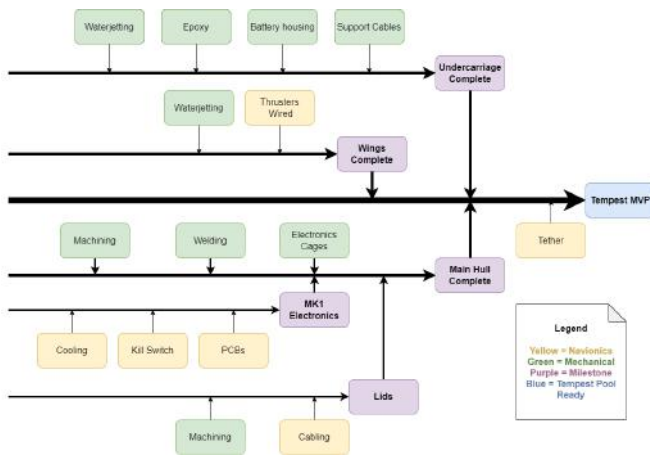 Waterjetting
Epoxy
Battery housing
Support Cables
Undercarriage
Complete
Waterjetting
Thrusters
Wired
Wings
Complete
Tempest MVP
Machining
Welding
Electronics
Cages
Tether
Main Hull
Complete
MK1
Electronics
Cooling
Kill Switch
PCBs
Lids
Machining
Cabling
Legend
Yellow = Navionics
Green = Mechanical
Purple = Milestone
Blue = Tempest Pool
Ready